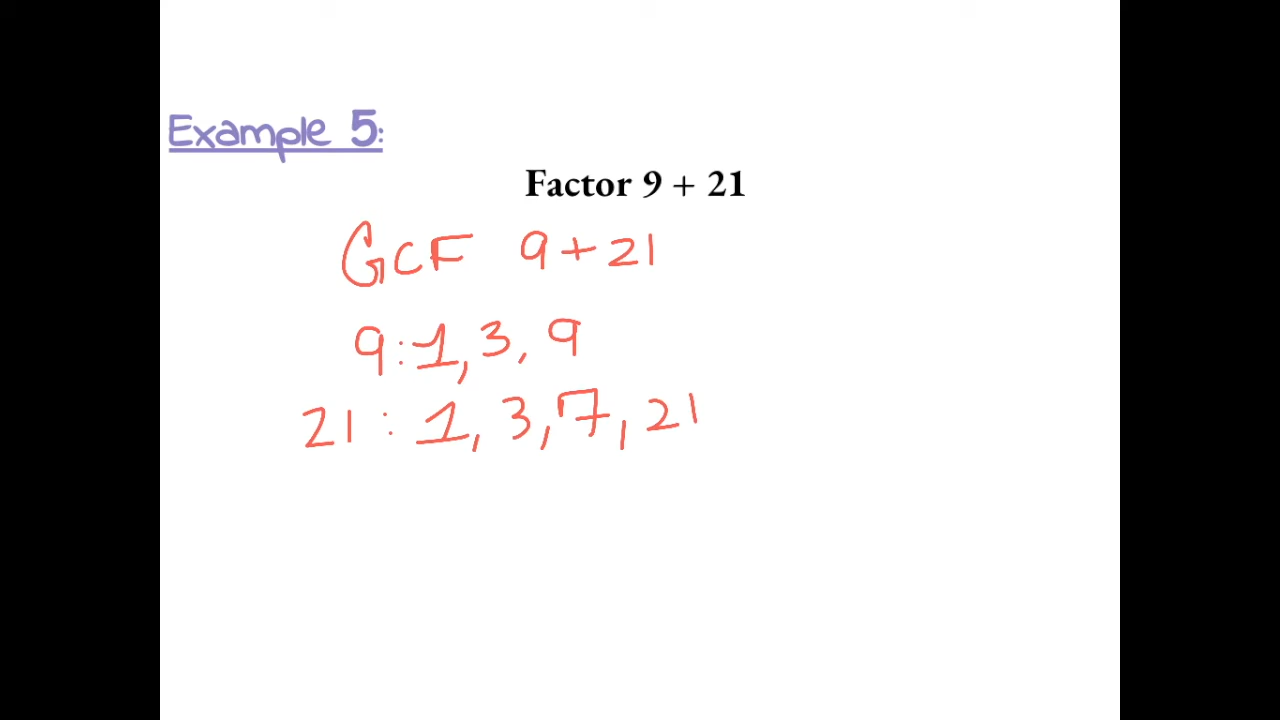 Example 5:
Factor 9 + 21
GCF 9 + 21
9 : 1, 3, 9
21 : 1, 3, 7, 21